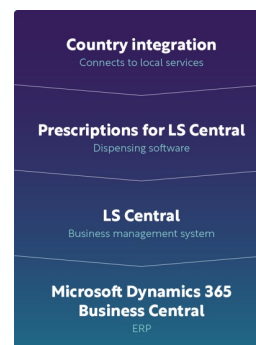 Country integration
Connects to local services
Prescriptions for LS Central
Dispensing software
LS Central
Business management system
Microsoft Dynamics 365
Business Central
ERP